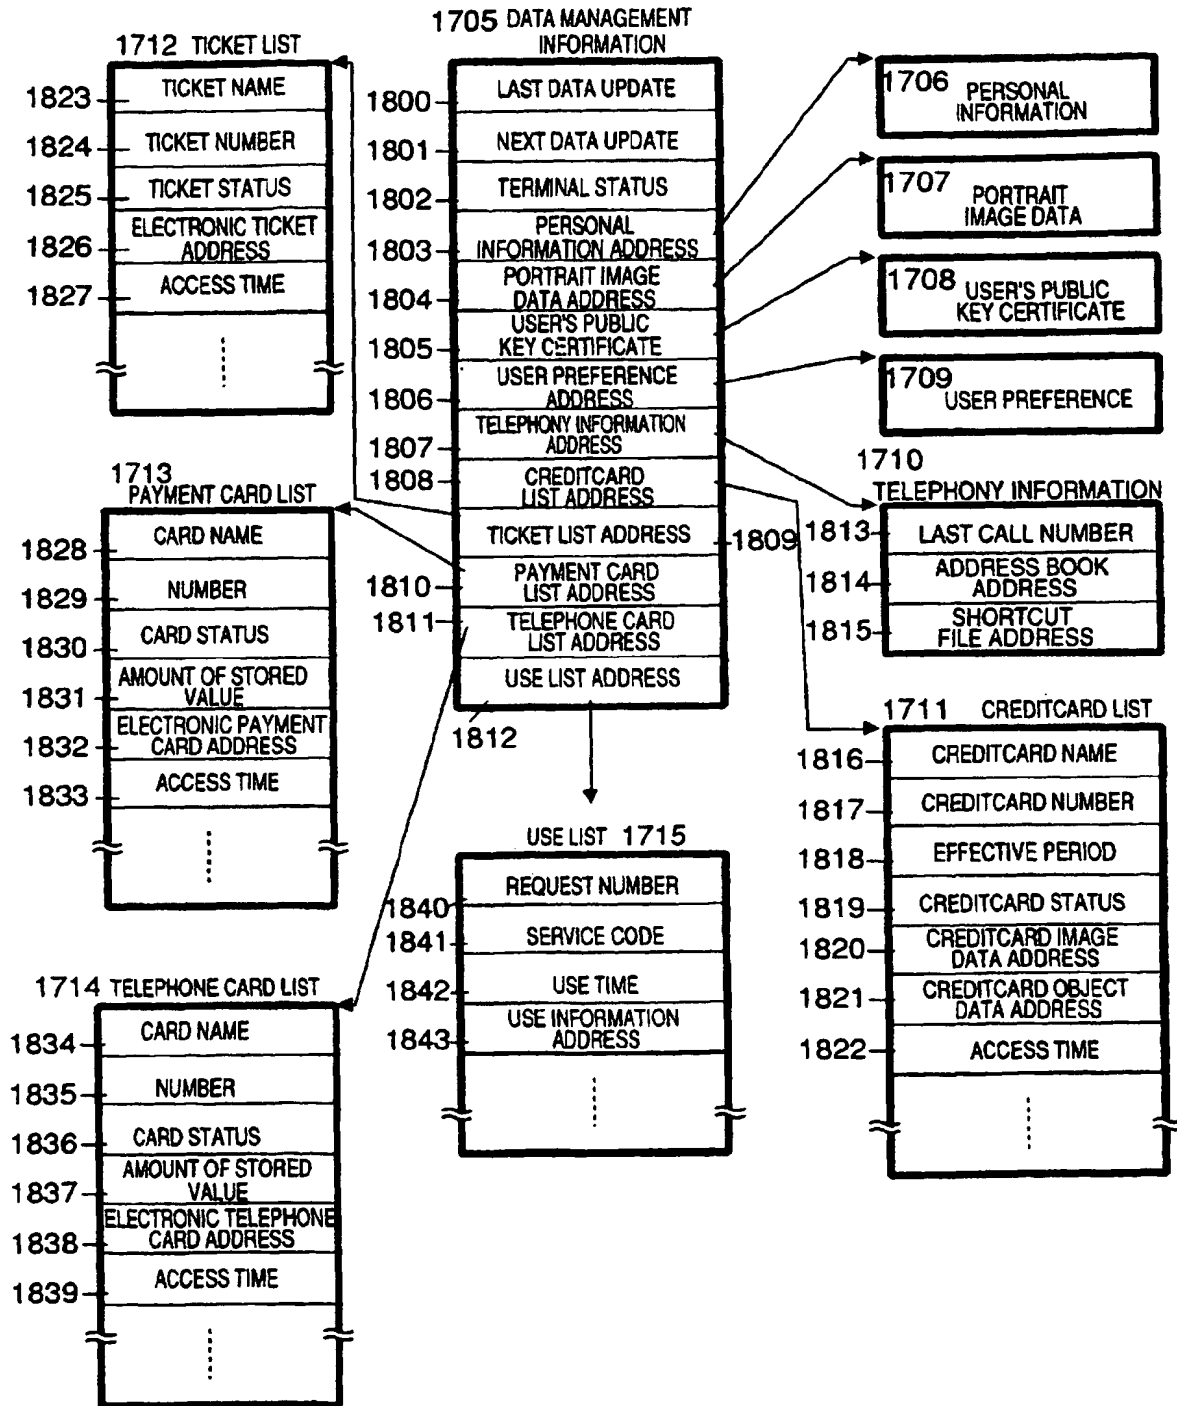 1712 TICKET LIST
1823
TICKET NAME
1824
TICKET NUMBER
1825
TICKET STATUS
1826
ELECTRONIC TICKET
ADDRESS
1827
ACCESS TIME
1713
PAYMENT CARD LIST
1828
CARD NAME
1829
NUMBER
1830
CARD STATUS
1831
AMOUNT OF STORED
VALUE
1832
ELECTRONIC PAYMENT
CARD ADDRESS
1833
ACCESS TIME
1714 TELEPHONE CARD LIST
1834
CARD NAME
1835
NUMBER
1836
CARD STATUS
1837
AMOUNT OF STORED
VALUE
1838
ELECTRONIC TELEPHONE
CARD ADDRESS
1839
ACCESS TIME
1705 DATA MANAGEMENT
INFORMATION
1800
LAST DATA UPDATE
1801
NEXT DATA UPDATE
1802
TERMINAL STATUS
1803
PERSONAL
INFORMATION ADDRESS
1804
PORTRAIT IMAGE
DATA ADDRESS
1805
USER'S PUBLIC
KEY CERTIFICATE
1806
USER PREFERENCE
ADDRESS
1807
TELEPHONY INFORMATION
ADDRESS
1808
CREDITCARD
LIST ADDRESS
TICKET LIST ADDRESS
1809
1810
PAYMENT CARD
LIST ADDRESS
1811
TELEPHONE CARD
LIST ADDRESS
USE LIST ADDRESS
1812
USE LIST 1715
REQUEST NUMBER
1840
1841
SERVICE CODE
1842
USE TIME
1843
USE INFORMATION
ADDRESS
1706
PERSONAL
INFORMATION
1707
PORTRAIT
IMAGE DATA
1708
USER'S PUBLIC
KEY CERTIFICATE
1709
USER PREFERENCE
1710
TELEPHONY INFORMATION
1813
LAST CALL NUMBER
1814
ADDRESS BOOK
ADDRESS
1815
SHORTCUT
FILE ADDRESS
1711 CREDITCARD LIST
1816
CREDITCARD NAME
1817
CREDITCARD NUMBER
1818
EFFECTIVE PERIOD
1819
CREDITCARD STATUS
1820
CREDITCARD IMAGE
DATA ADDRESS
1821
CREDITCARD OBJECT
DATA ADDRESS
1822
ACCESS TIME